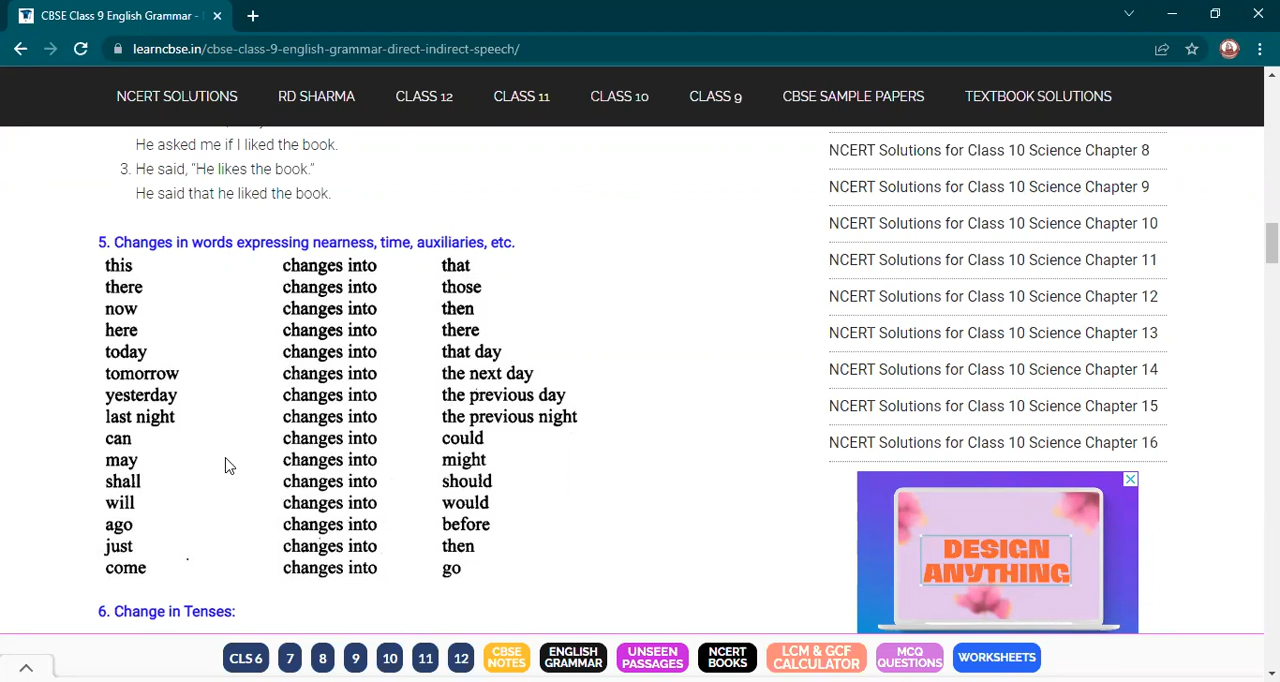 CBSE Class 9 English Grammar -
learncbse.in/cbse-class-9-english-grammar-direct-indirect-speech/
NCERT SOLUTIONS RD SHARMA CLASS 12 CLASS 11 CLASS 10 CLASS 9 CBSE SAMPLE PAPERS TEXTBOOK SOLUTIONS
He asked me if I liked the book.
3. He said, “He likes the book.”
He said that he liked the book.
5. Changes in words expressing nearness, time, auxiliaries, etc.
this changes into that
there changes into those
now changes into then
here changes into there
today changes into that day
tomorrow changes into the next day
yesterday changes into the previous day
last night changes into the previous night
can changes into could
may changes into might
shall changes into should
will changes into would
ago changes into before
just changes into then
come changes into go
6. Change in Tenses:
NCERT Solutions for Class 10 Science Chapter 8
NCERT Solutions for Class 10 Science Chapter 9
NCERT Solutions for Class 10 Science Chapter 10
NCERT Solutions for Class 10 Science Chapter 11
NCERT Solutions for Class 10 Science Chapter 12
NCERT Solutions for Class 10 Science Chapter 13
NCERT Solutions for Class 10 Science Chapter 14
NCERT Solutions for Class 10 Science Chapter 15
NCERT Solutions for Class 10 Science Chapter 16
DESIGN
ANYTHING
CLS 6 7 8 9 10 11 12 CBSE NOTES ENGLISH GRAMMAR UNSEEN PASSAGES NCERT BOOKS LCM & GCF CALCULATOR MCQ QUESTIONS WORKSHEETS